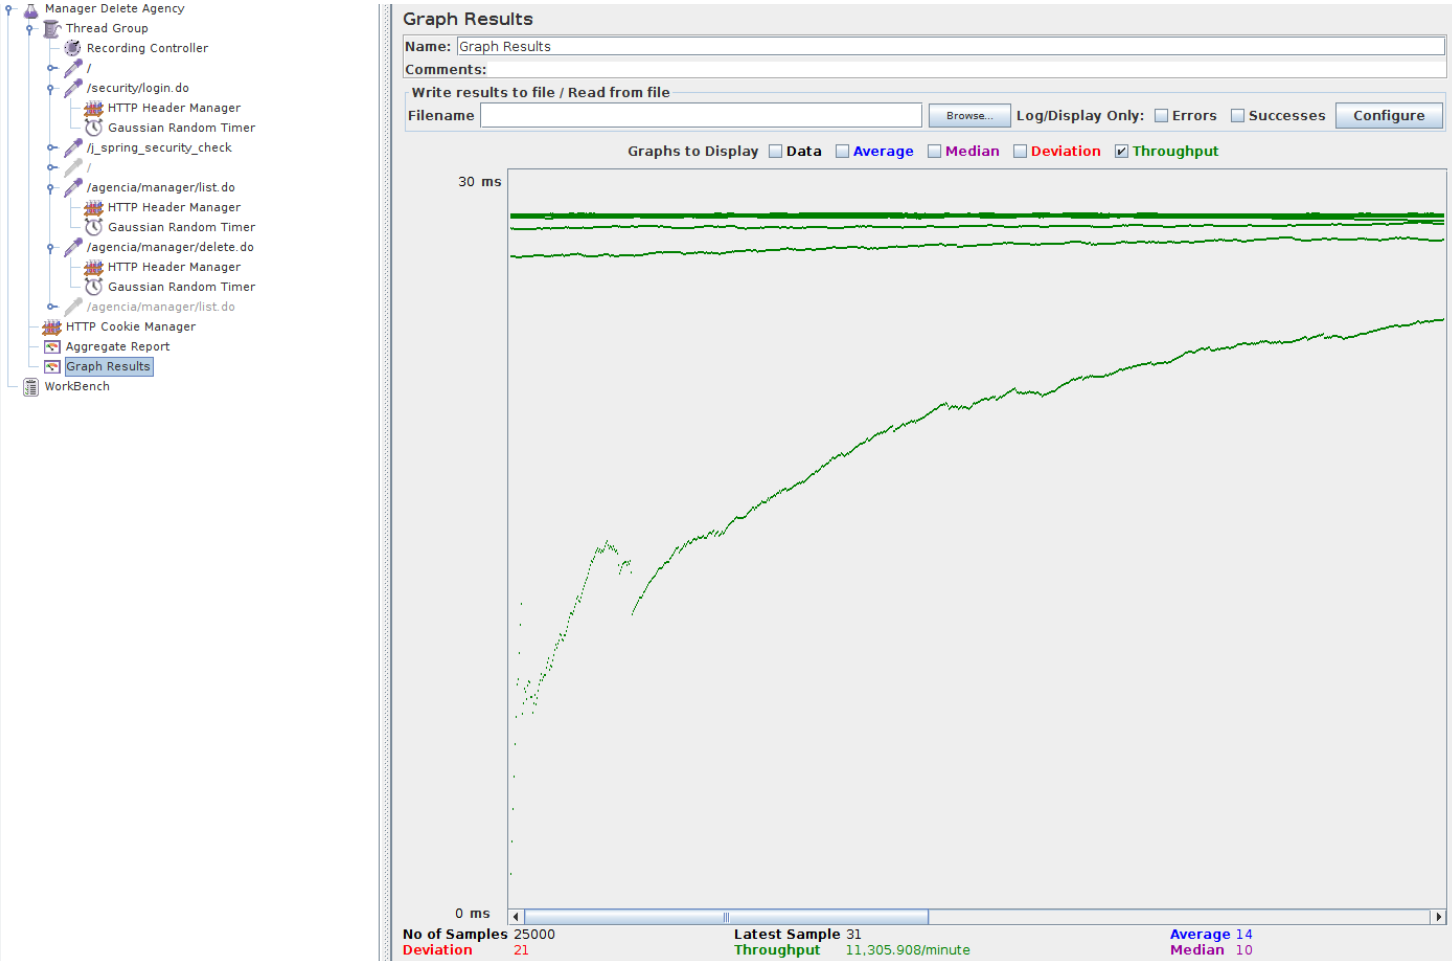 Manager Delete Agency
Thread Group
Recording Controller
/
/security/login.do
HTTP Header Manager
Gaussian Random Timer
/j_spring_security_check
/
/agencia/manager/list.do
HTTP Header Manager
Gaussian Random Timer
/agencia/manager/delete.do
HTTP Header Manager
Gaussian Random Timer
/agencia/manager/list.do
HTTP Cookie Manager
Aggregate Report
Graph Results
WorkBench
Graph Results
Name: Graph Results
Comments:
Write results to file / Read from file
Filename Browse... Log/Display Only: Errors Successes Configure
Graphs to Display Data Average Median Deviation Throughput
30 ms
0 ms
No of Samples 25000 Latest Sample 31 Average 14
Deviation 21 Throughput 11,305.908/minute Median 10